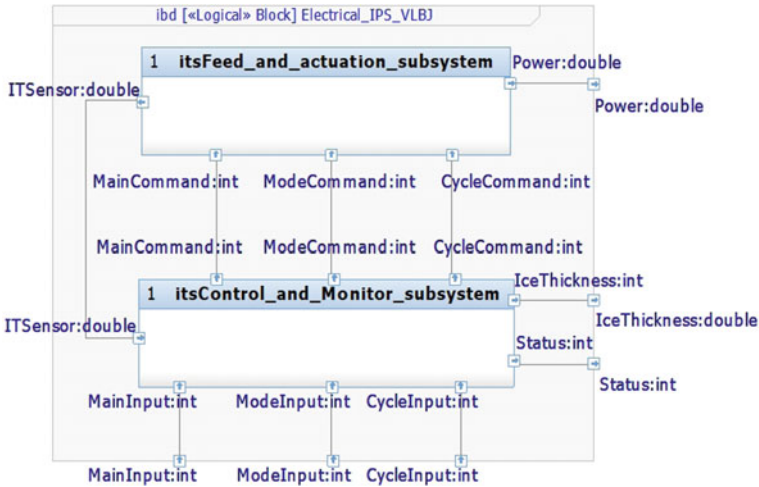 ibd [«Logical» Block] Electrical_IPS_VLBJ
1 itsFeed_and_actuation_subsystem
Power:double
ITSensor:double
Power:double
MainCommand:int ModeCommand:int CycleCommand:int
MainCommand:int ModeCommand:int CycleCommand:int
IceThickness:int
1 itsControl_and_Monitor_subsystem
IceThickness:double
ITSensor:double
Status:int
Status:int
MainInput:int ModeInput:int CycleInput:int
MainInput:int ModeInput:int CycleInput:int